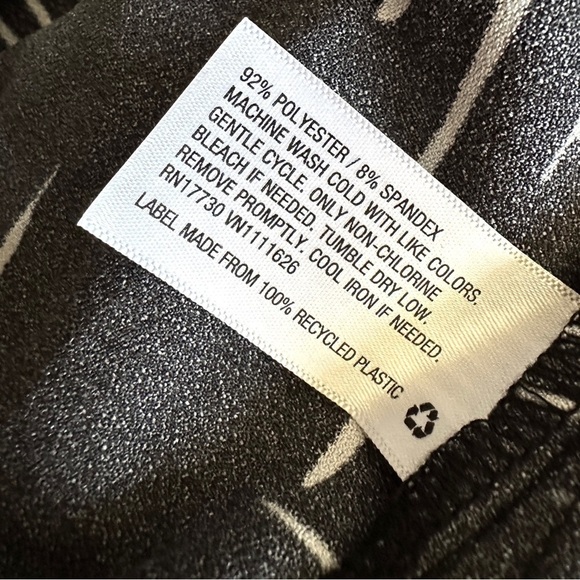 92% POLYESTER / 8% SPANDEX
MACHINE WASH COLD WITH LIKE COLORS,
GENTLE CYCLE. ONLY NON-CHLORINE
BLEACH IF NEEDED. TUMBLE DRY LOW.
REMOVE PROMPTLY. COOL IRON IF NEEDED.
RN17730 VN1111626
LABEL MADE FROM 100% RECYCLED PLASTIC